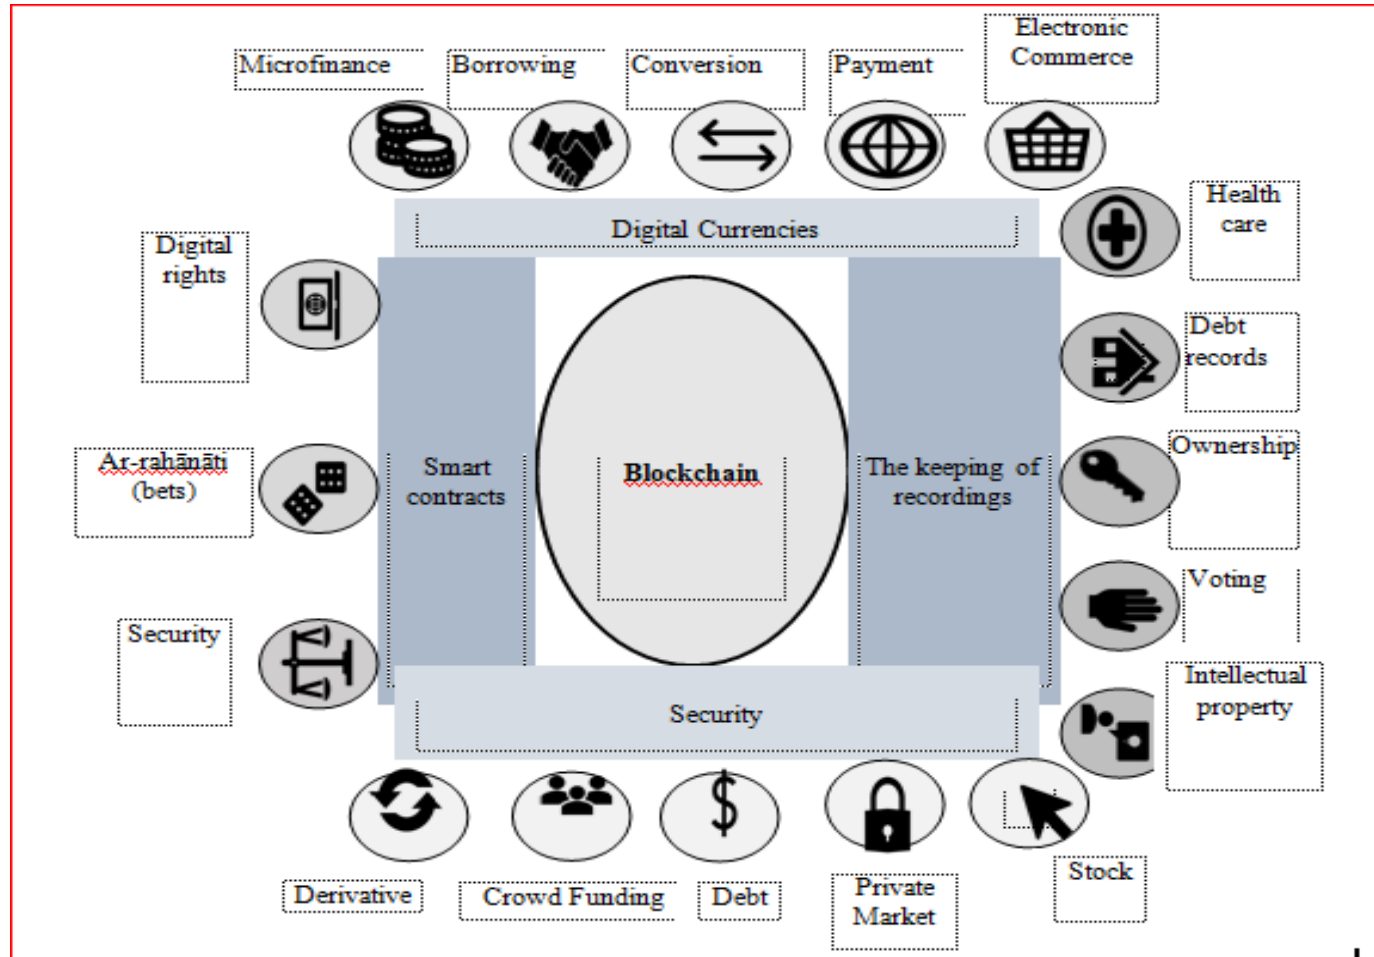 Electronic
Commerce
Microfinance
Borrowing
Conversion
Payment
Health
care
Digital Currencies
Digital
rights
Debt
records
Ownership
Ar-rahānāti
(bets)
Smart
contracts
Blockchain
The keeping of
recordings
Voting
Security
Intellectual
property
Security
Stock
Derivative
Crowd Funding
Debt
Private
Market